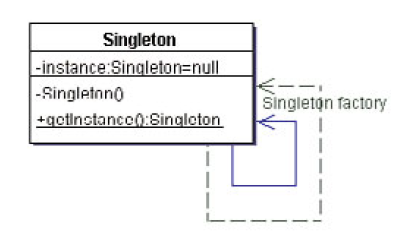 Singleton
-instance:Singleton=null
-Singleton()
+getInstance():Singleton
Singleton factory